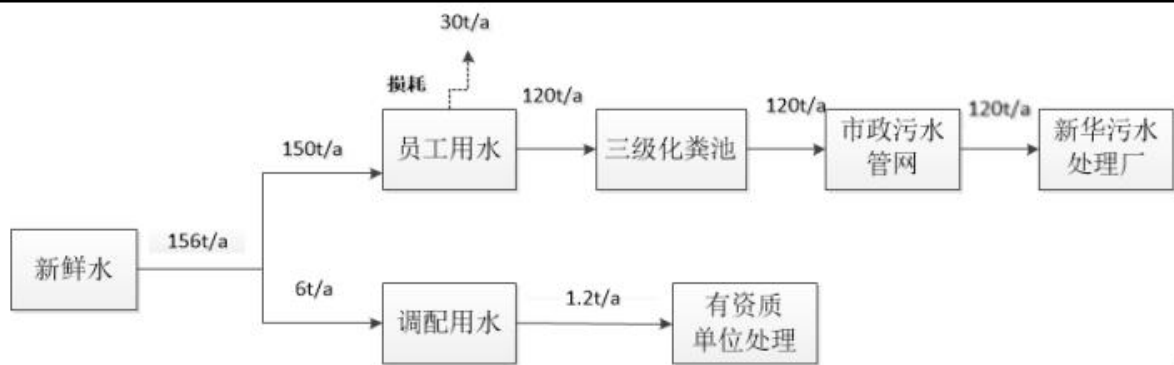 30t/a
损耗
120t/a
120t/a
120t/a
150t/a
员工用水
三级化粪池
市政污水
管网
新华污水
处理厂
156t/a
新鲜水
6t/a
1.2t/a
调配用水
有资质
单位处理